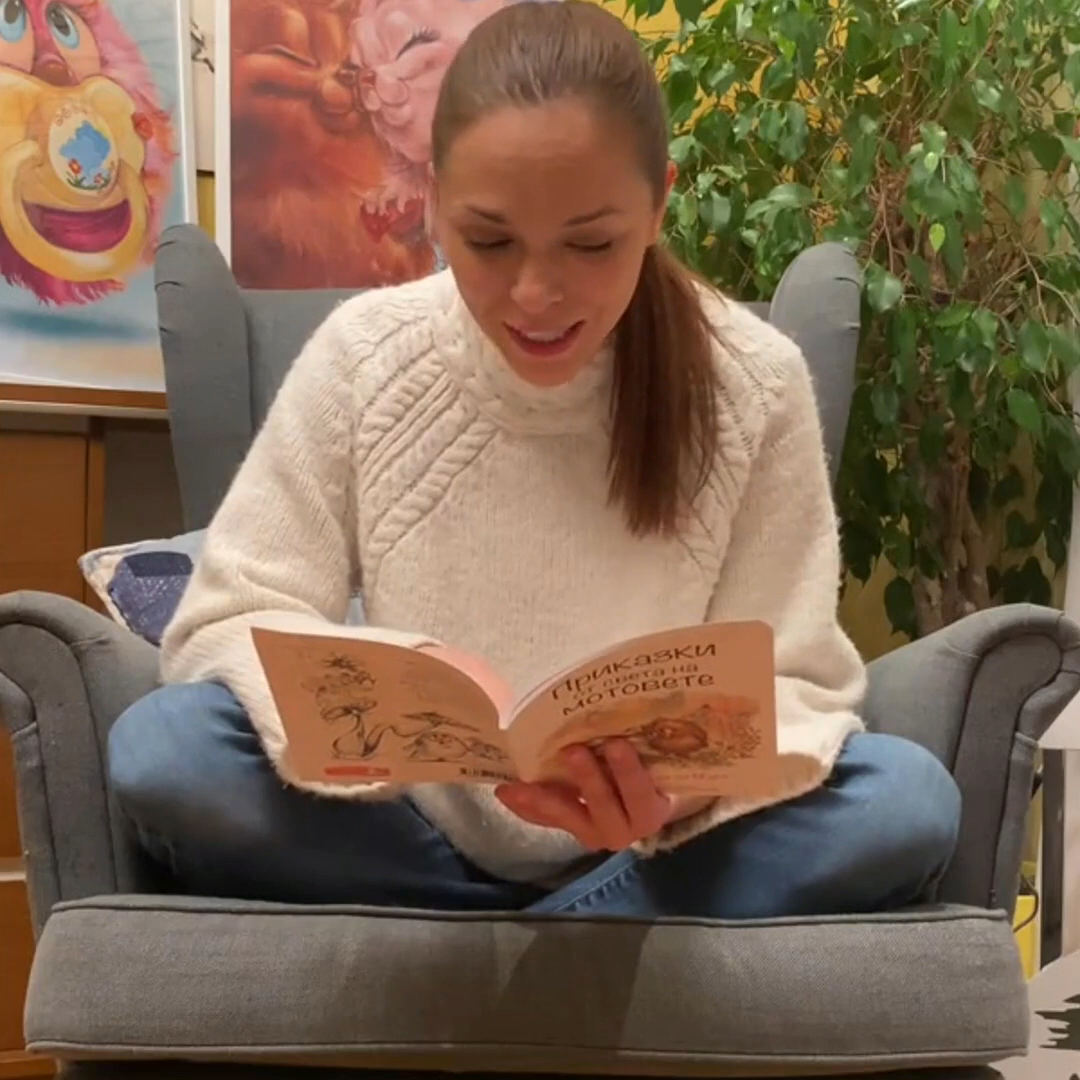 Приказки
от света на
мотовете